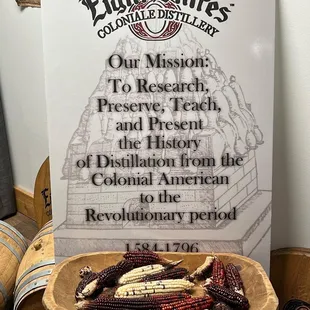 COLONIALE DISTILLERY
Our Mission:
To Research,
Preserve, Teach,
and Present
the History
of Distillation from the
Colonial American
to the
Revolutionary period
1584-1796